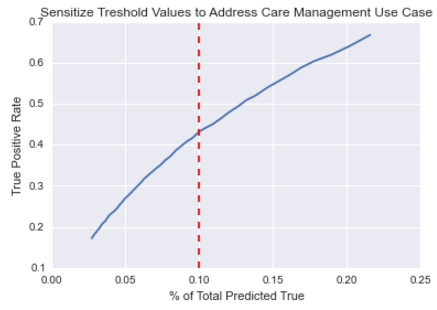 Sensitize Treshold Values to Address Care Management Use Case
0.7
0.6
0.5
0.4
0.3
0.2
0.1
True Positive Rate
0.00 0.05 0.10 0.15 0.20 0.25
% of Total Predicted True